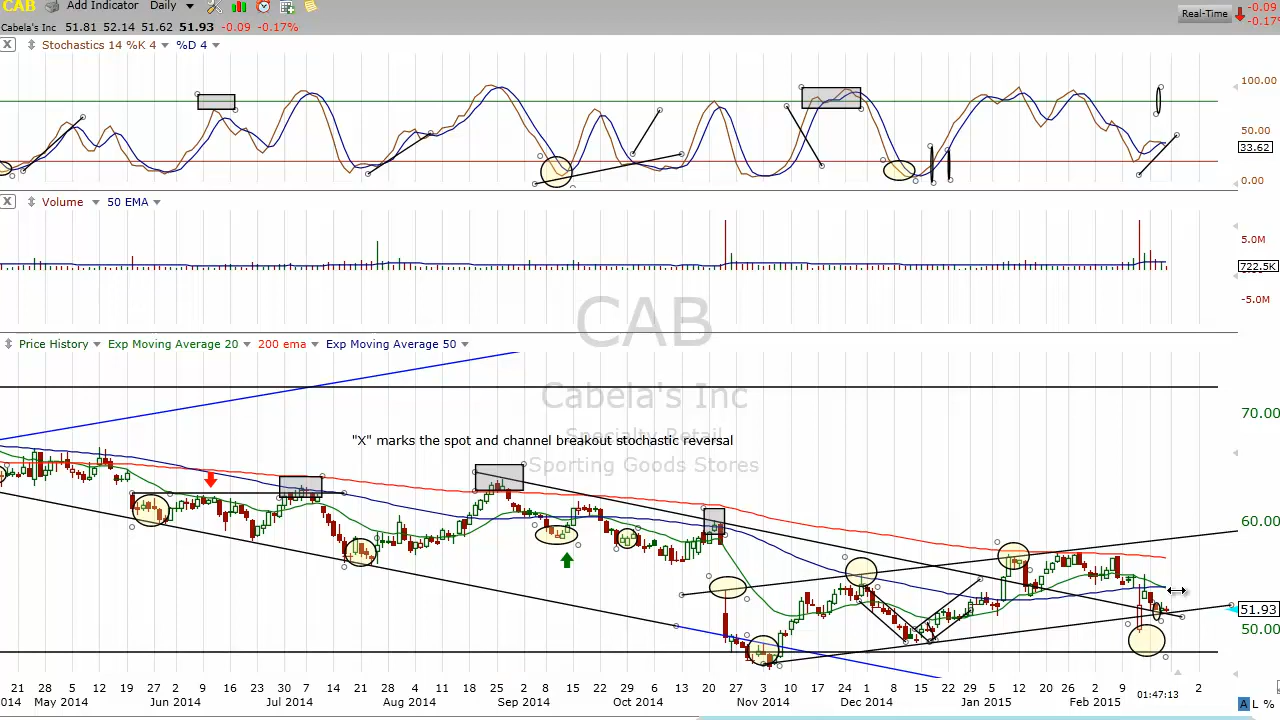 CAB Add Indicator Daily
Real-Time -0.09
-0.17%
Cabela's Inc 51.81 52.14 51.62 51.93 -0.09 -0.17%
X Stochastics 14 %K 4 %D 4
100.00
50.00
33.62
0.00
X Volume 50 EMA
5.0M
722.5K
-5.0M
CAB
Price History Exp Moving Average 20 200 ema Exp Moving Average 50
Cabela's Inc
70.00
"X" marks the spot and channel breakout stochastic reversal
Specialty Retail
Sporting Goods Stores
60.00
51.93
50.00
21 28 5 12 19 27 2 9 16 23 30 7 14 21 28 4 11 18 25 2 8 15 22 29 6 13 20 27 3 10 17 24 1 8 15 22 29 5 12 20 26 2 9 01:47:13 2
May 2014 Jun 2014 Jul 2014 Aug 2014 Sep 2014 Oct 2014 Nov 2014 Dec 2014 Jan 2015 Feb 2015
2014
A L %